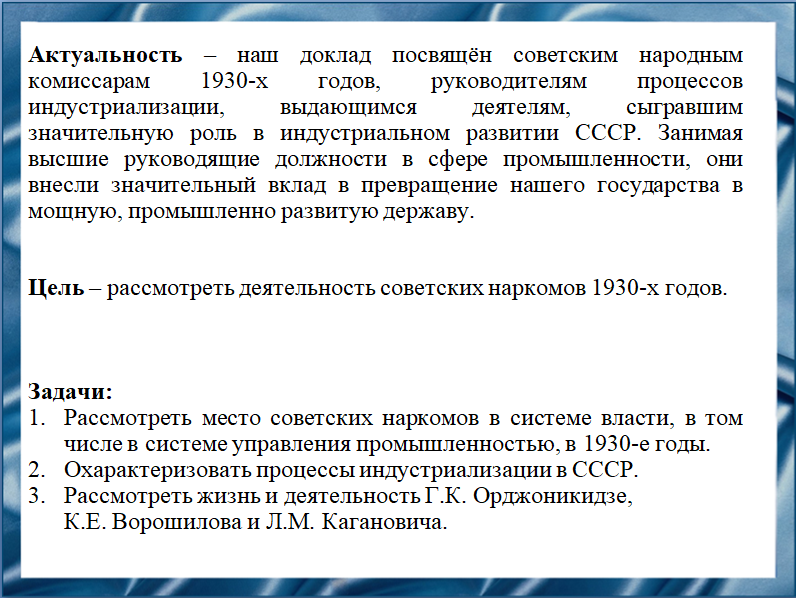 Актуальность – наш доклад посвящён советским народным
комиссарам 1930-х годов, руководителям процессов
индустриализации, выдающимся деятелям, сыгравшим
значительную роль в индустриальном развитии СССР. Занимая
высшие руководящие должности в сфере промышленности, они
внесли значительный вклад в превращение нашего государства в
мощную, промышленно развитую державу.
Цель – рассмотреть деятельность советских наркомов 1930-х годов.
Задачи:
1. Рассмотреть место советских наркомов в системе власти, в том
числе в системе управления промышленностью, в 1930-е годы.
2. Охарактеризовать процессы индустриализации в СССР.
3. Рассмотреть жизнь и деятельность Г.К. Орджоникидзе,
К.Е. Ворошилова и Л.М. Кагановича.